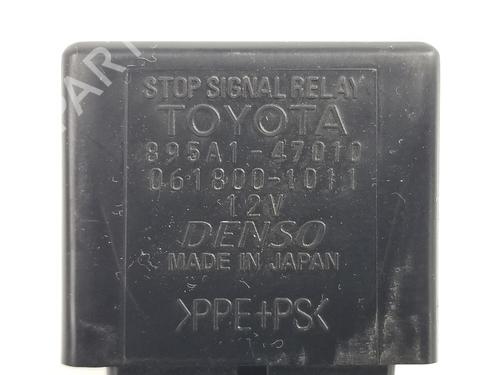 STOP SIGNAL RELAY
TOYOTA
895A1-47010
061800-1011
12V
DENSO
MADE IN JAPAN
>PPE+PS<